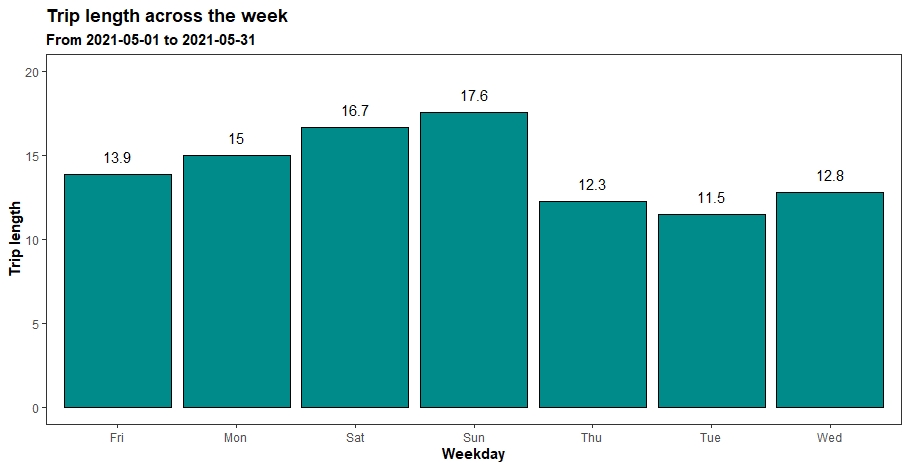 Trip length across the week
From 2021-05-01 to 2021-05-31
Trip length
20
15
10
5
0
13.9
15
16.7
17.6
12.3
11.5
12.8
Fri
Mon
Sat
Sun
Thu
Tue
Wed
Weekday